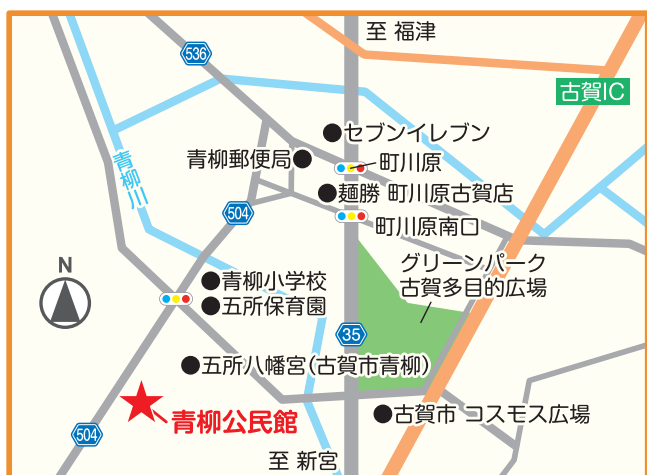 至 福津
536
古賀IC
セブンイレブン
青柳郵便局
町川原
青柳川
麺勝 町川原古賀店
504
町川原南口
グリーンパーク
古賀多目的広場
N
青柳小学校
五所保育園
35
五所八幡宮(古賀市青柳)
青柳公民館
古賀市 コスモス広場
504
至 新宮